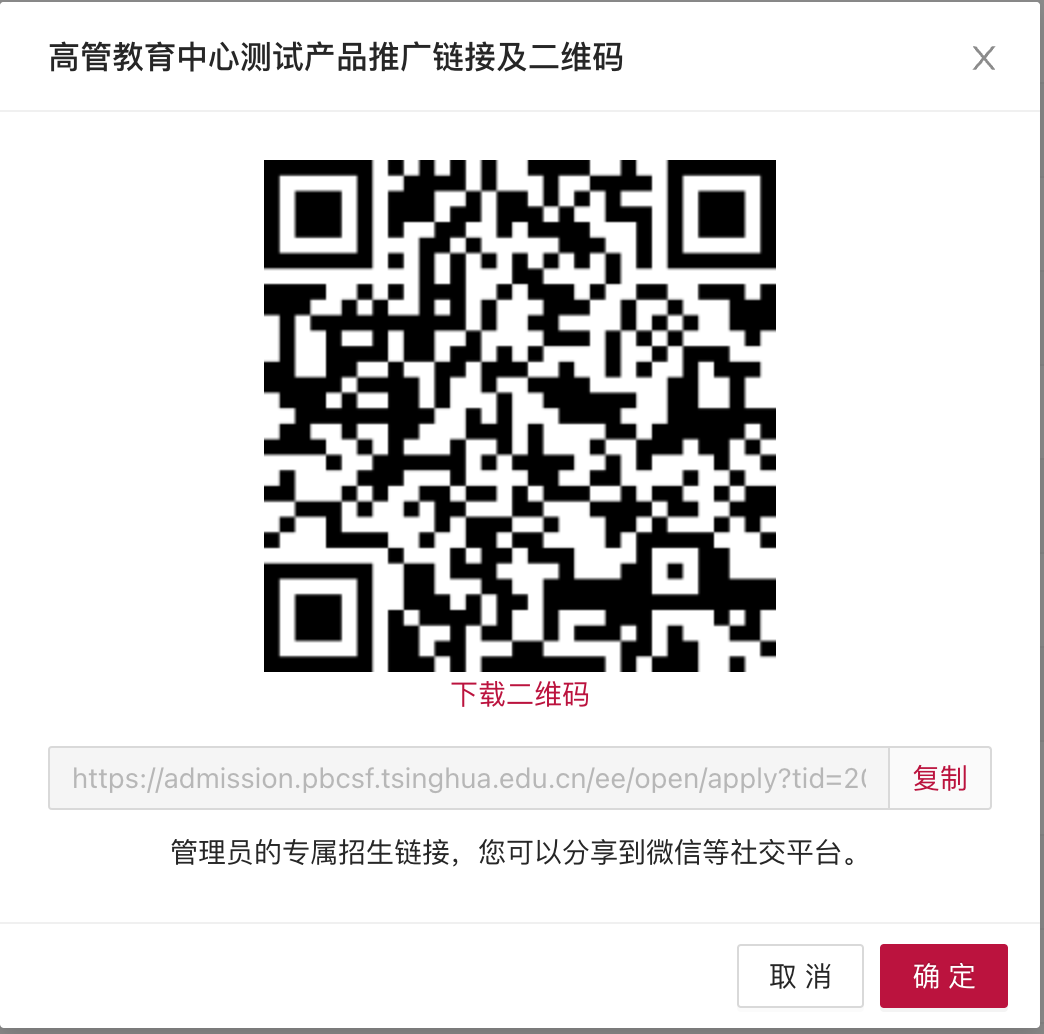 高管教育中心测试产品推广链接及二维码
下载二维码
https://admission.pbcsf.tsinghua.edu.cn/ee/open/apply?tid=20
复制
管理员的专属招生链接，您可以分享到微信等社交平台。
取 消
确 定